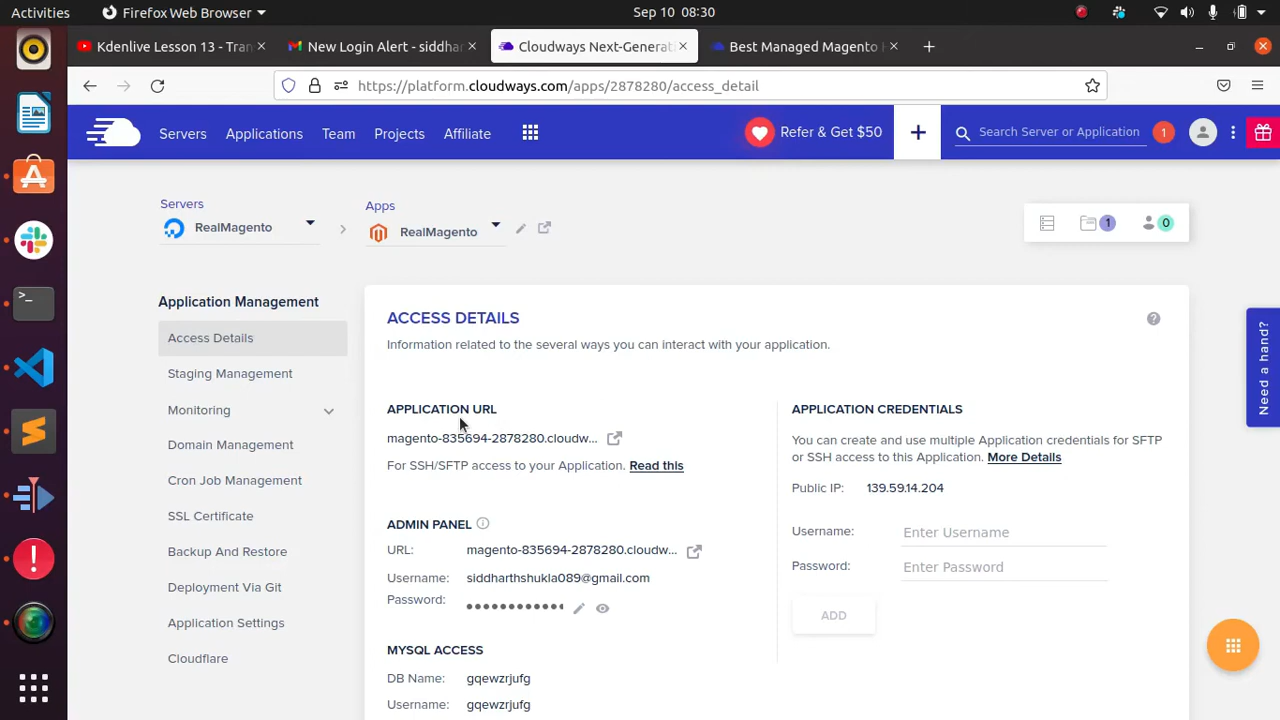 Activities
Firefox Web Browser
Sep 10 08:30
Kdenlive Lesson 13 - Tran
New Login Alert - siddhar
Cloudways Next-Generati
Best Managed Magento
https://platform.cloudways.com/apps/2878280/access_detail
Servers
Applications
Team
Projects
Affiliate
Refer & Get $50
Search Server or Application
1
Servers
RealMagento
Apps
RealMagento
1
0
Application Management
Access Details
Staging Management
Monitoring
Domain Management
Cron Job Management
SSL Certificate
Backup And Restore
Deployment Via Git
Application Settings
Cloudflare
ACCESS DETAILS
Information related to the several ways you can interact with your application.
APPLICATION URL
magento-835694-2878280.cloudw...
For SSH/SFTP access to your Application. Read this
ADMIN PANEL
URL: magento-835694-2878280.cloudw...
Username: siddharthshukla089@gmail.com
Password: ••••••••••••
MYSQL ACCESS
DB Name: gqewzrjufg
Username: gqewzrjufg
APPLICATION CREDENTIALS
You can create and use multiple Application credentials for SFTP
or SSH access to this Application. More Details
Public IP: 139.59.14.204
Username: Enter Username
Password: Enter Password
ADD
Need a hand?